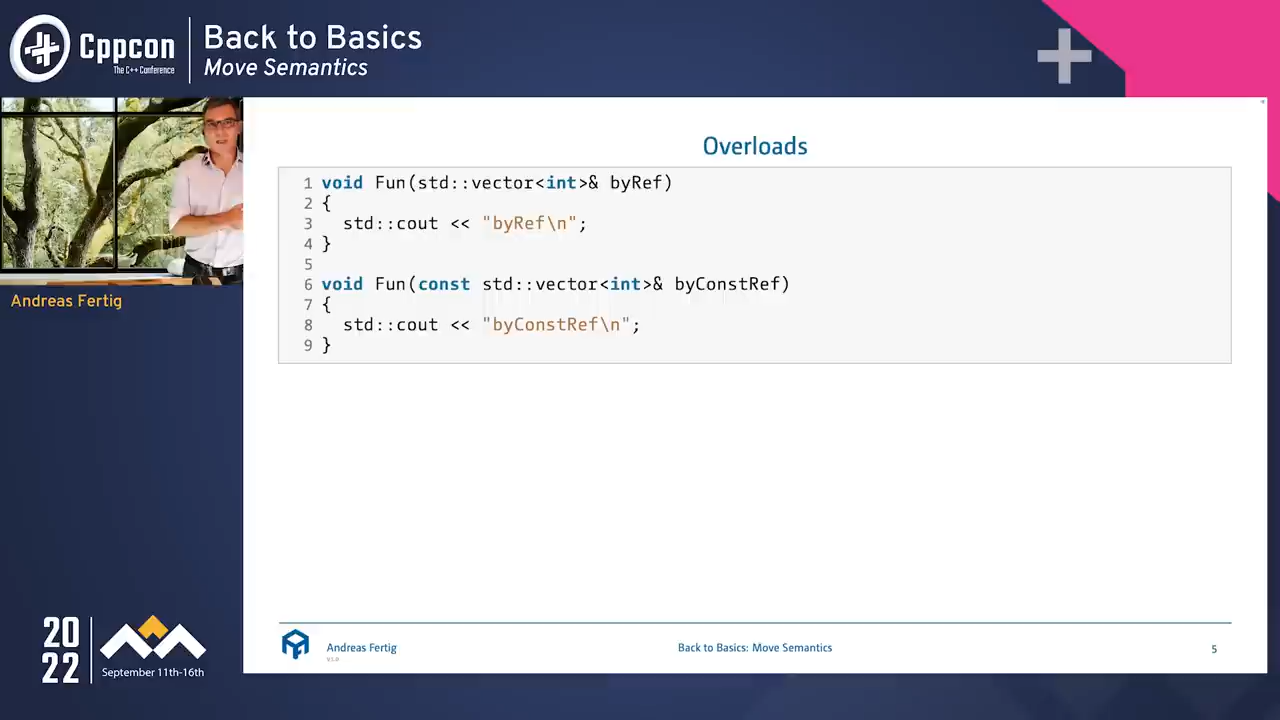 Cppcon
The C++ Conference
Back to Basics
Move Semantics
Andreas Fertig
Overloads
1 void Fun(std::vector<int>& byRef)
2 {
3   std::cout << "byRef\n";
4 }
5
6 void Fun(const std::vector<int>& byConstRef)
7 {
8   std::cout << "byConstRef\n";
9 }
20
22
September 11th-16th
Andreas Fertig
V1.0
Back to Basics: Move Semantics
5